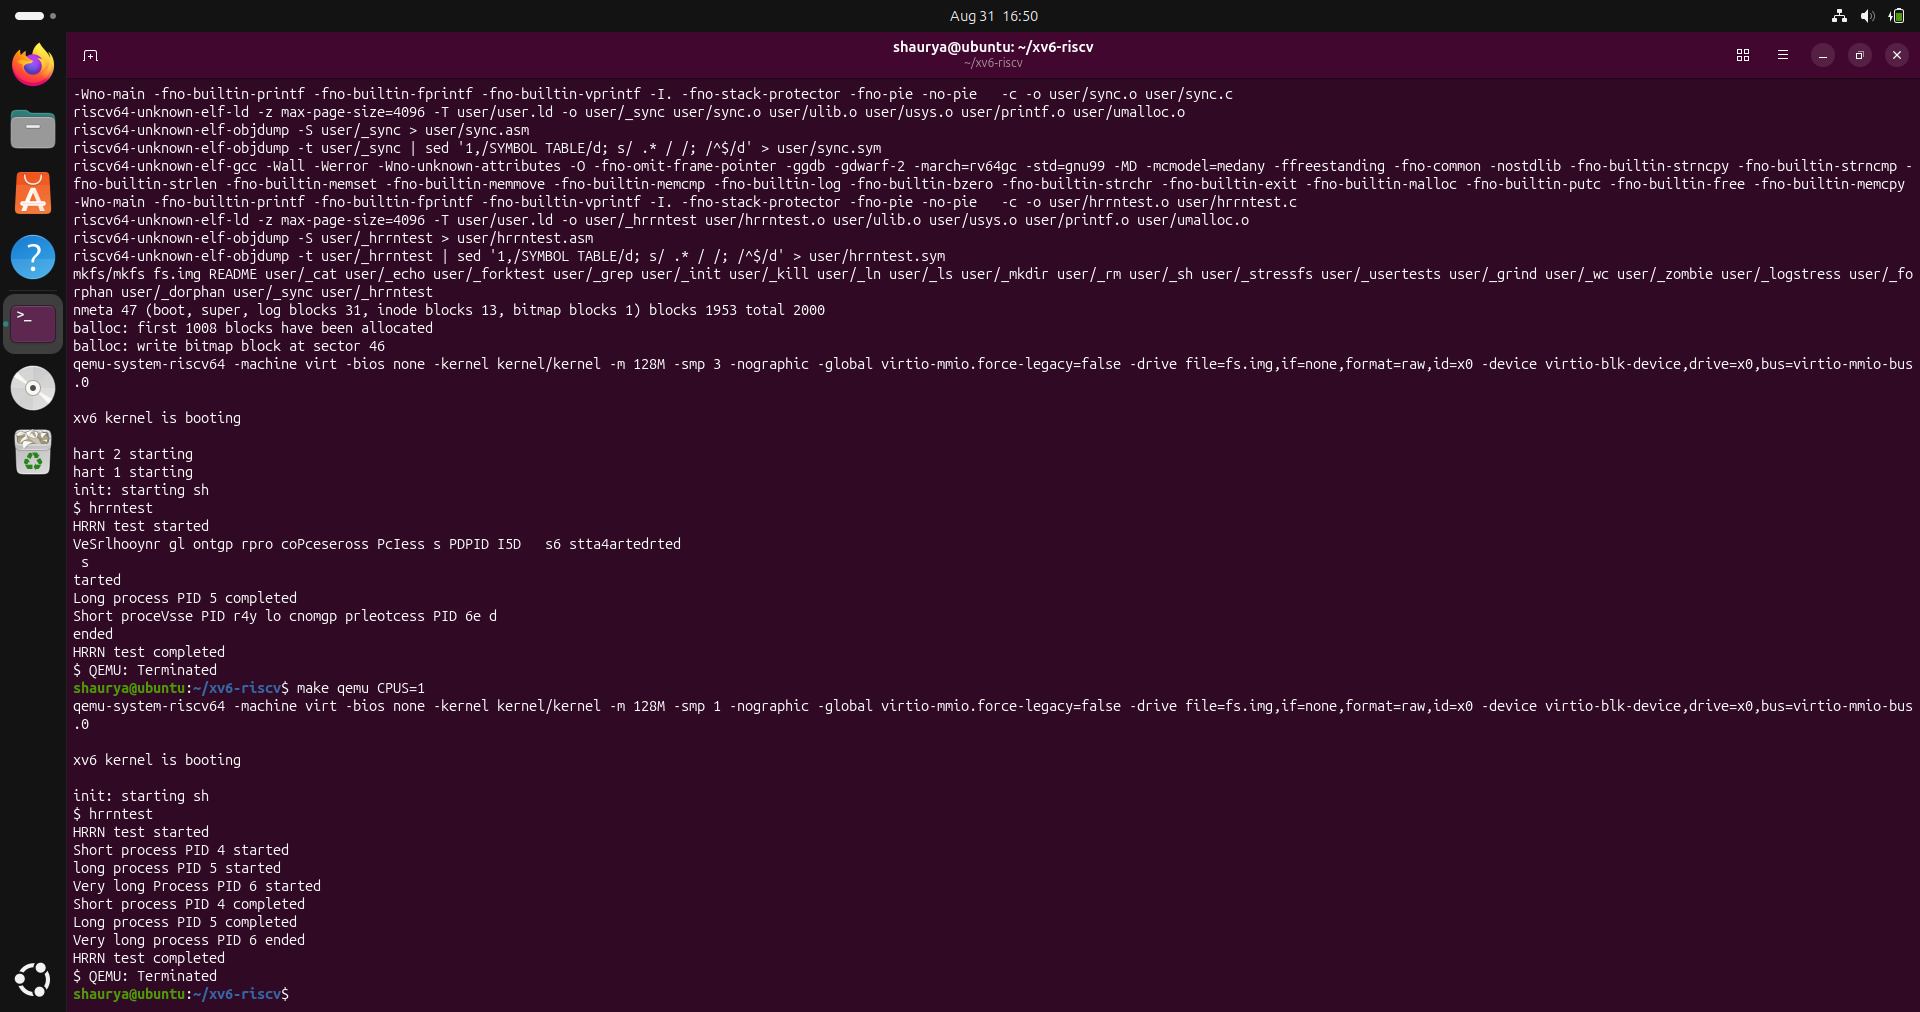 Aug 31 16:50
shaurya@ubuntu: ~/xv6-riscv
~/xv6-riscv
-Wno-main -fno-builtin-printf -fno-builtin-fprintf -fno-builtin-vprintf -I. -fno-stack-protector -fno-pie -no-pie   -c -o user/sync.o user/sync.c
riscv64-unknown-elf-ld -z max-page-size=4096 -T user/user.ld -o user/_sync user/sync.o user/ulib.o user/usys.o user/printf.o user/umalloc.o
riscv64-unknown-elf-objdump -S user/_sync > user/sync.asm
riscv64-unknown-elf-objdump -t user/_sync | sed '1,/SYMBOL TABLE/d; s/ .* / /; /^$/d' > user/sync.sym
riscv64-unknown-elf-gcc -Wall -Werror -Wno-unknown-attributes -O -fno-omit-frame-pointer -ggdb -gdwarf-2 -march=rv64gc -std=gnu99 -MD -mcmodel=medany -ffreestanding -fno-common -nostdlib -fno-builtin-strncpy -fno-builtin-strncmp -
fno-builtin-strlen -fno-builtin-memset -fno-builtin-memmove -fno-builtin-memcmp -fno-builtin-log -fno-builtin-bzero -fno-builtin-strchr -fno-builtin-exit -fno-builtin-malloc -fno-builtin-putc -fno-builtin-free -fno-builtin-memcpy
-Wno-main -fno-builtin-printf -fno-builtin-fprintf -fno-builtin-vprintf -I. -fno-stack-protector -fno-pie -no-pie   -c -o user/hrrntest.o user/hrrntest.c
riscv64-unknown-elf-ld -z max-page-size=4096 -T user/user.ld -o user/_hrrntest user/hrrntest.o user/ulib.o user/usys.o user/printf.o user/umalloc.o
riscv64-unknown-elf-objdump -S user/_hrrntest > user/hrrntest.asm
riscv64-unknown-elf-objdump -t user/_hrrntest | sed '1,/SYMBOL TABLE/d; s/ .* / /; /^$/d' > user/hrrntest.sym
mkfs/mkfs fs.img README user/_cat user/_echo user/_forktest user/_grep user/_init user/_kill user/_ln user/_ls user/_mkdir user/_rm user/_sh user/_stressfs user/_usertests user/_grind user/_wc user/_zombie user/_logstress user/_fo
rphan user/_dorphan user/_sync user/_hrrntest
nmeta 47 (boot, super, log blocks 31, inode blocks 13, bitmap blocks 1) blocks 1953 total 2000
balloc: first 1008 blocks have been allocated
balloc: write bitmap block at sector 46
qemu-system-riscv64 -machine virt -bios none -kernel kernel/kernel -m 128M -smp 3 -nographic -global virtio-mmio.force-legacy=false -drive file=fs.img,if=none,format=raw,id=x0 -device virtio-blk-device,drive=x0,bus=virtio-mmio-bus
.0
xv6 kernel is booting
hart 2 starting
hart 1 starting
init: starting sh
$ hrrntest
HRRN test started
VeSrlhooynr gl ontgp rpro coPceseross PcIess s PDPID I5D   s6 stta4artedrted
 s
tarted
Long process PID 5 completed
Short proceVsse PID r4y lo cnomgp prleotcess PID 6e d
ended
HRRN test completed
$ QEMU: Terminated
shaurya@ubuntu:~/xv6-riscv$ make qemu CPUS=1
qemu-system-riscv64 -machine virt -bios none -kernel kernel/kernel -m 128M -smp 1 -nographic -global virtio-mmio.force-legacy=false -drive file=fs.img,if=none,format=raw,id=x0 -device virtio-blk-device,drive=x0,bus=virtio-mmio-bus
.0
xv6 kernel is booting
init: starting sh
$ hrrntest
HRRN test started
Short process PID 4 started
long process PID 5 started
Very long Process PID 6 started
Short process PID 4 completed
Long process PID 5 completed
Very long process PID 6 ended
HRRN test completed
$ QEMU: Terminated
shaurya@ubuntu:~/xv6-riscv$